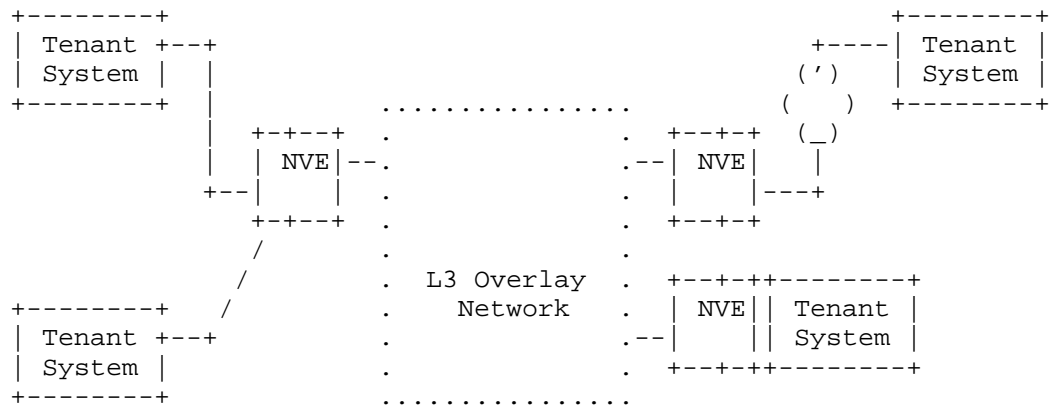 Tenant
System
Tenant
System
NVE
NVE
L3 Overlay
Network
NVE
Tenant
System
Tenant
System